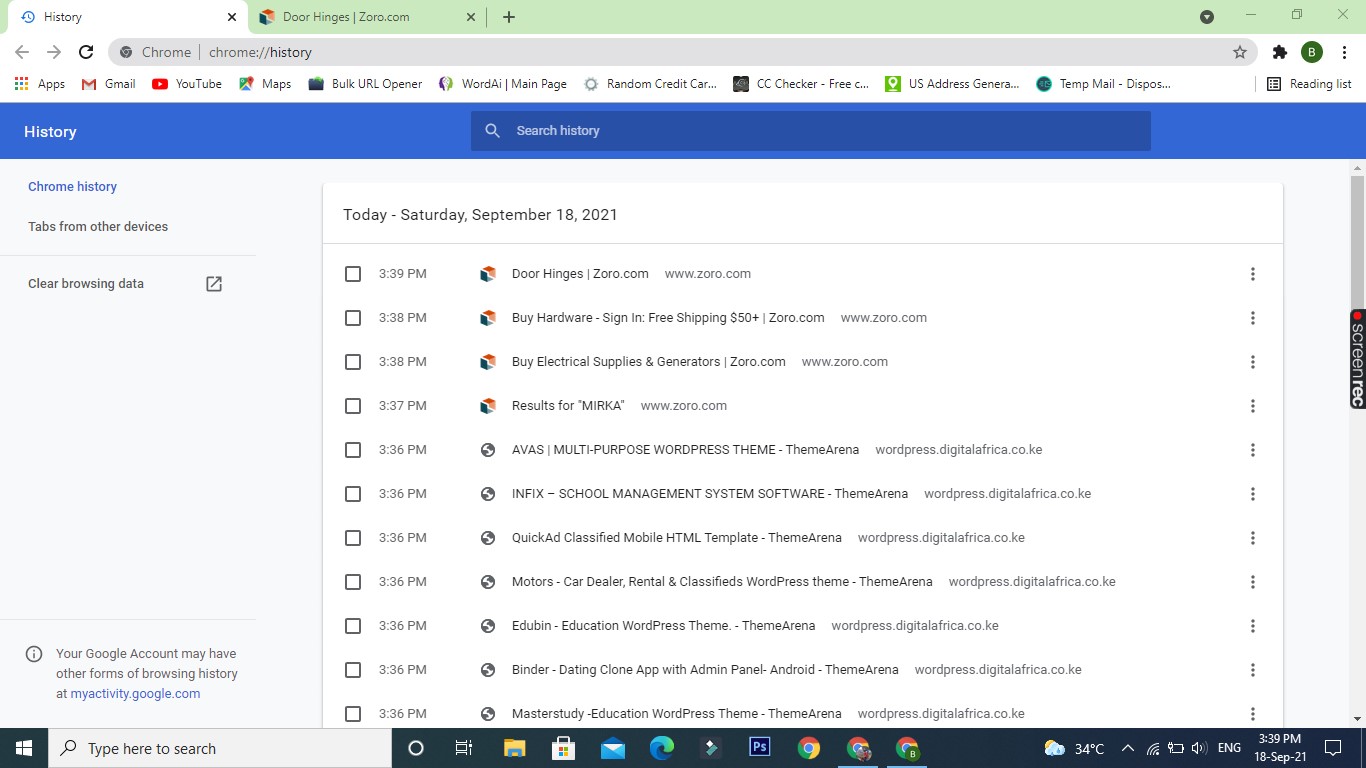 History
Door Hinges | Zoro.com
Chrome | chrome://history
B
Apps
Gmail
YouTube
Maps
Bulk URL Opener
WordAi | Main Page
Random Credit Car...
CC Checker - Free c...
US Address Genera...
Temp Mail - Dispos...
Reading list
History
Search history
Chrome history
Tabs from other devices
Clear browsing data
Your Google Account may have
other forms of browsing history
at myactivity.google.com
Today - Saturday, September 18, 2021
3:39 PM Door Hinges | Zoro.com www.zoro.com
3:38 PM Buy Hardware - Sign In: Free Shipping $50+ | Zoro.com www.zoro.com
3:38 PM Buy Electrical Supplies & Generators | Zoro.com www.zoro.com
3:37 PM Results for "MIRKA" www.zoro.com
3:36 PM AVAS | MULTI-PURPOSE WORDPRESS THEME - ThemeArena wordpress.digitalafrica.co.ke
3:36 PM INFIX – SCHOOL MANAGEMENT SYSTEM SOFTWARE - ThemeArena wordpress.digitalafrica.co.ke
3:36 PM QuickAd Classified Mobile HTML Template - ThemeArena wordpress.digitalafrica.co.ke
3:36 PM Motors - Car Dealer, Rental & Classifieds WordPress theme - ThemeArena wordpress.digitalafrica.co.ke
3:36 PM Edubin - Education WordPress Theme. - ThemeArena wordpress.digitalafrica.co.ke
3:36 PM Binder - Dating Clone App with Admin Panel- Android - ThemeArena wordpress.digitalafrica.co.ke
3:36 PM Masterstudy -Education WordPress Theme - ThemeArena wordpress.digitalafrica.co.ke
screenrec
Type here to search
Ps
B
34°C
ENG
3:39 PM
18-Sep-21